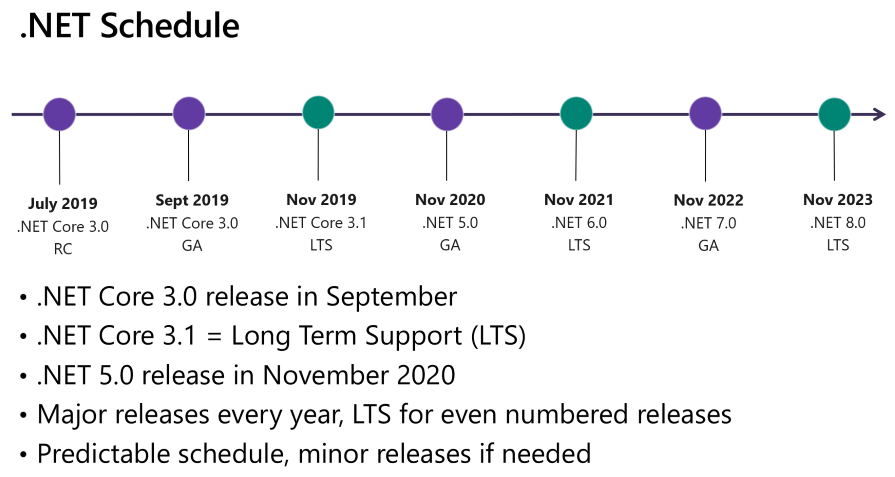 .NET Schedule
July 2019
.NET Core 3.0
RC
Sept 2019
.NET Core 3.0
GA
Nov 2019
.NET Core 3.1
LTS
Nov 2020
.NET 5.0
GA
Nov 2021
.NET 6.0
LTS
Nov 2022
.NET 7.0
GA
Nov 2023
.NET 8.0
LTS
• .NET Core 3.0 release in September
• .NET Core 3.1 = Long Term Support (LTS)
• .NET 5.0 release in November 2020
• Major releases every year, LTS for even numbered releases
• Predictable schedule, minor releases if needed